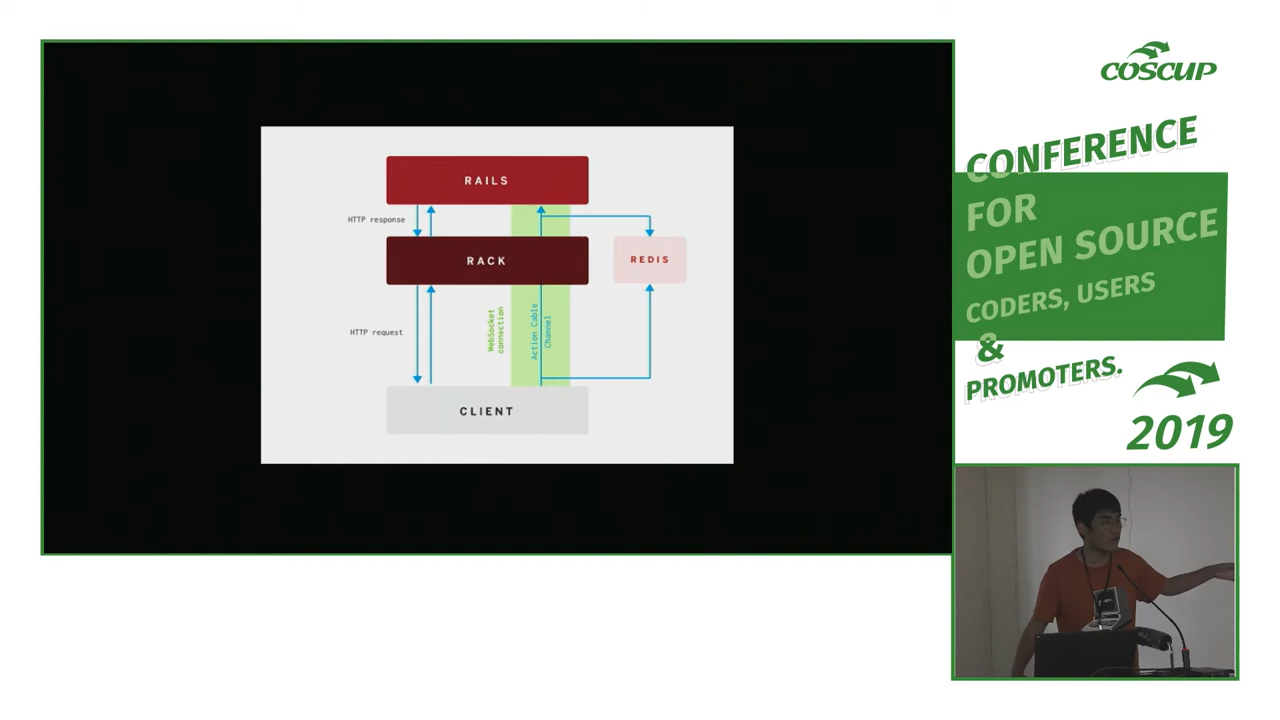 RAILS
HTTP response
RACK
REDIS
HTTP request
WebSocket
connection
Action Cable
Channel
CLIENT
COSCUP
CONFERENCE
FOR
OPEN SOURCE
CODERS, USERS
&
PROMOTERS.
2019